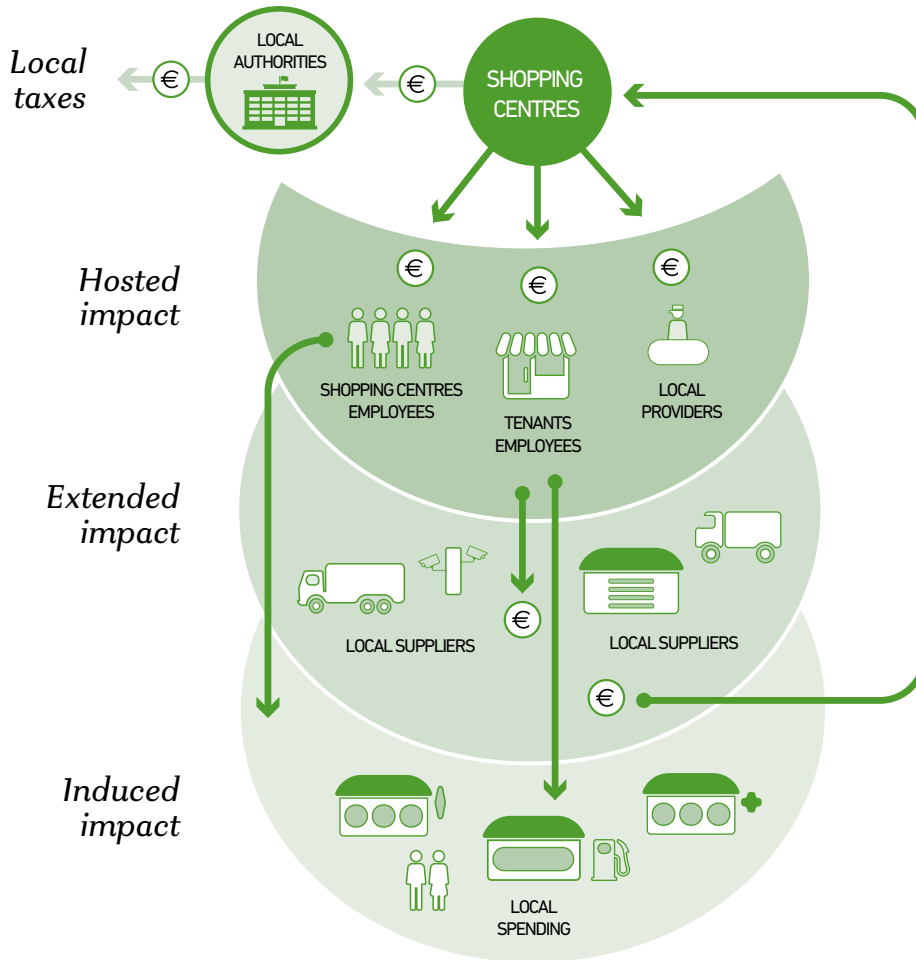 Local
taxes
€
LOCAL
AUTHORITIES
€
SHOPPING
CENTRES
Hosted
impact
€
€
€
SHOPPING CENTRES
EMPLOYEES
TENANTS
EMPLOYEES
LOCAL
PROVIDERS
Extended
impact
€
LOCAL SUPPLIERS
LOCAL SUPPLIERS
€
Induced
impact
LOCAL
SPENDING